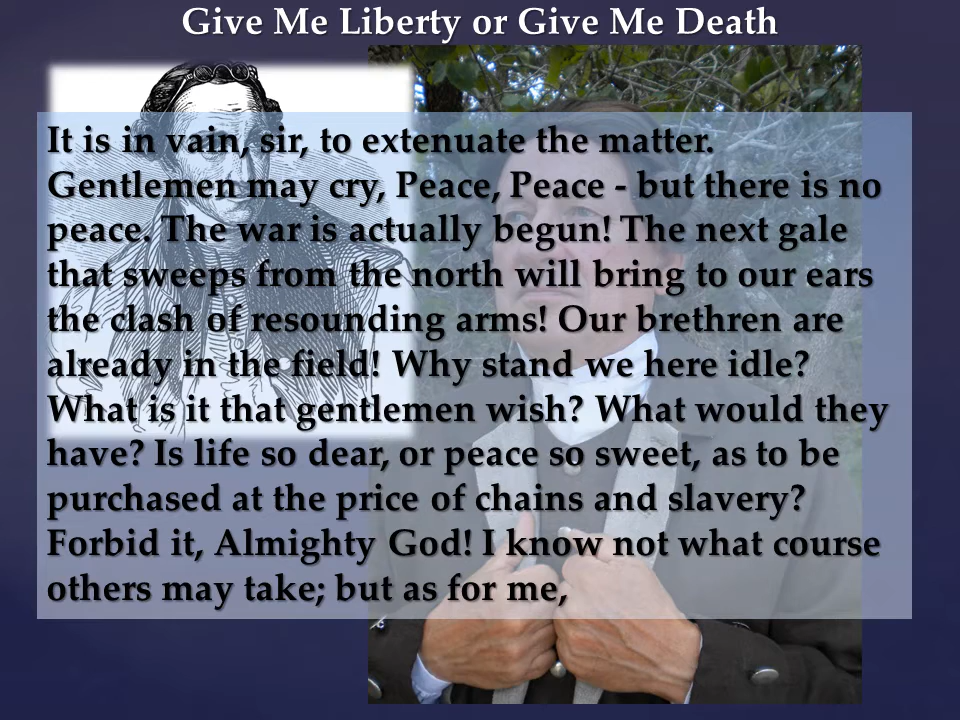 Give Me Liberty or Give Me Death
It is in vain, sir, to extenuate the matter.
Gentlemen may cry, Peace, Peace - but there is no
peace. The war is actually begun! The next gale
that sweeps from the north will bring to our ears
the clash of resounding arms! Our brethren are
already in the field! Why stand we here idle?
What is it that gentlemen wish? What would they
have? Is life so dear, or peace so sweet, as to be
purchased at the price of chains and slavery?
Forbid it, Almighty God! I know not what course
others may take; but as for me,